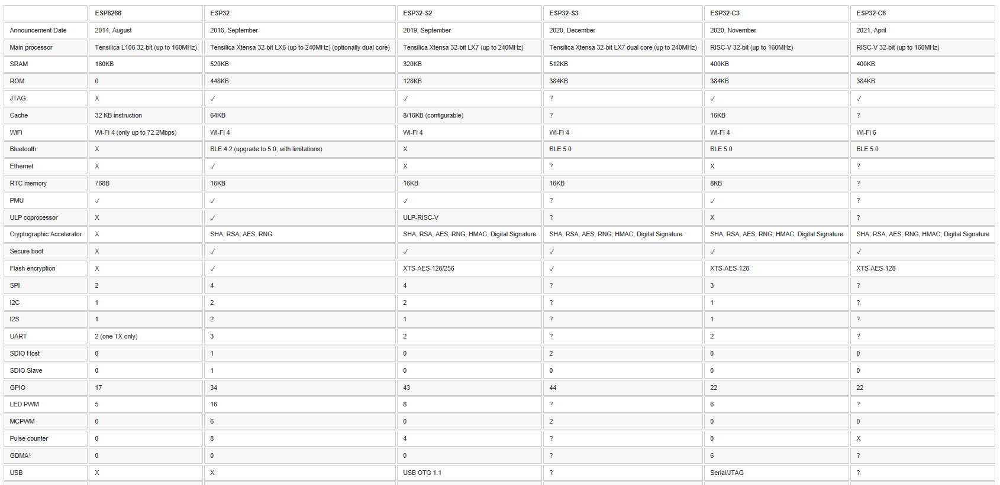 ESP8266 ESP32 ESP32-S2 ESP32-S3 ESP32-C3 ESP32-C6
Announcement Date 2014, August 2016, September 2019, September 2020, December 2020, November 2021, April
Main processor Tensilica L106 32-bit (up to 160MHz) Tensilica Xtensa 32-bit LX6 (up to 240MHz) (optionally dual core) Tensilica Xtensa 32-bit LX7 (up to 240MHz) Tensilica Xtensa 32-bit LX7 dual core (up to 240MHz) RISC-V 32-bit (up to 160MHz) RISC-V 32-bit (up to 160MHz)
SRAM 160KB 520KB 320KB 512KB 400KB 400KB
ROM 0 448KB 128KB 384KB 384KB 384KB
JTAG X ✓ ✓ ? ✓ ✓
Cache 32 KB instruction 64KB 8/16KB (configurable) ? 16KB ?
WiFi Wi-Fi 4 (only up to 72.2Mbps) Wi-Fi 4 Wi-Fi 4 Wi-Fi 4 Wi-Fi 4 Wi-Fi 6
Bluetooth X BLE 4.2 (upgrade to 5.0, with limitations) X BLE 5.0 BLE 5.0 BLE 5.0
Ethernet X ✓ X ? X ?
RTC memory 768B 16KB 16KB 16KB 8KB ?
PMU ✓ ✓ ✓ ? ✓ ?
ULP coprocessor X ✓ ULP-RISC-V ? X ?
Cryptographic Accelerator X SHA, RSA, AES, RNG SHA, RSA, AES, RNG, HMAC, Digital Signature SHA, RSA, AES, RNG, HMAC, Digital Signature SHA, RSA, AES, RNG, HMAC, Digital Signature SHA, RSA, AES, RNG, HMAC, Digital Signature
Secure boot X ✓ ✓ ✓ ✓ ✓
Flash encryption X ✓ XTS-AES-128/256 ✓ XTS-AES-128 XTS-AES-128
SPI 2 4 4 ? 3 ?
I2C 1 2 2 ? 1 ?
I2S 1 2 1 ? 1 ?
UART 2 (one TX only) 3 2 ? 2 ?
SDIO Host 0 1 0 2 0 0
SDIO Slave 0 1 0 0 0 0
GPIO 17 34 43 44 22 22
LED PWM 5 16 8 ? 6 ?
MCPWM 0 6 0 2 0 0
Pulse counter 0 8 4 ? 0 X
GDMA* 0 0 0 ? 6 ?
USB X X USB OTG 1.1 ? Serial/JTAG ?